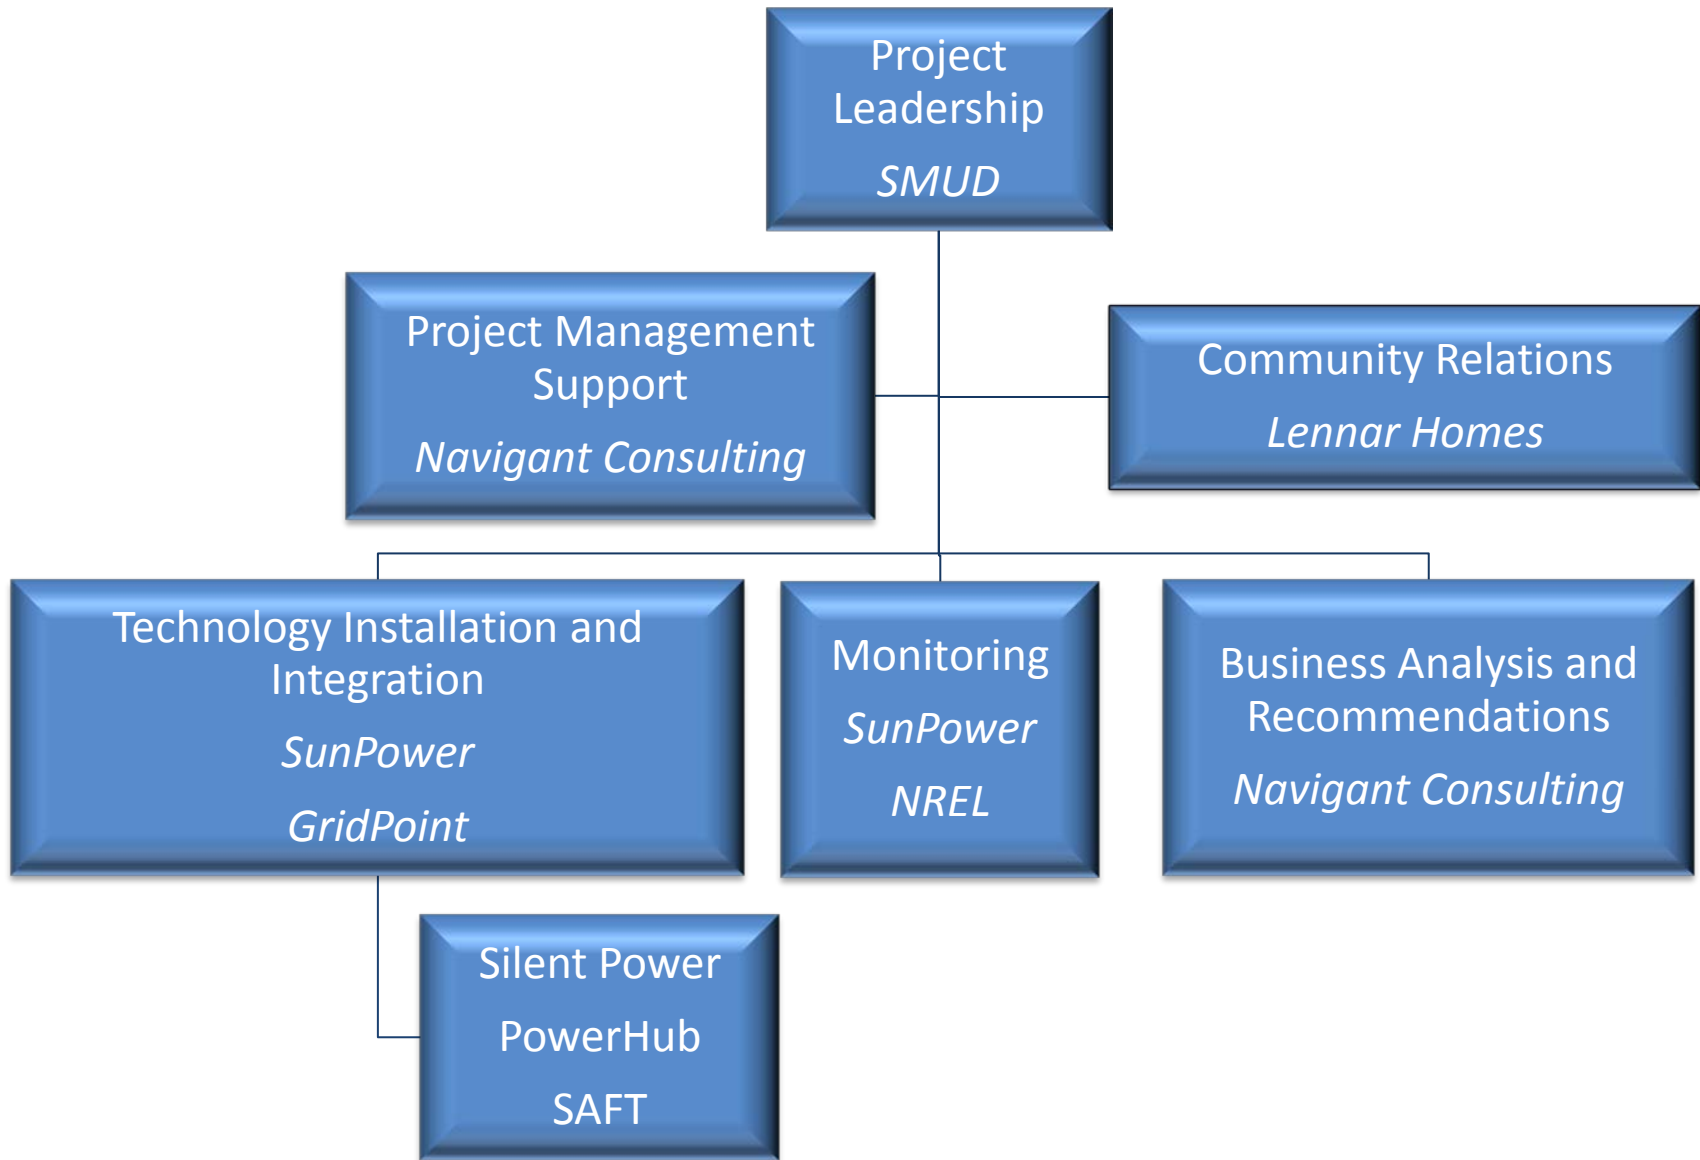 Project
Leadership
SMUD
Project Management
Support
Navigant Consulting
Community Relations
Lennar Homes
Technology Installation and
Integration
SunPower
GridPoint
Monitoring
SunPower
NREL
Business Analysis and
Recommendations
Navigant Consulting
Silent Power
PowerHub
SAFT